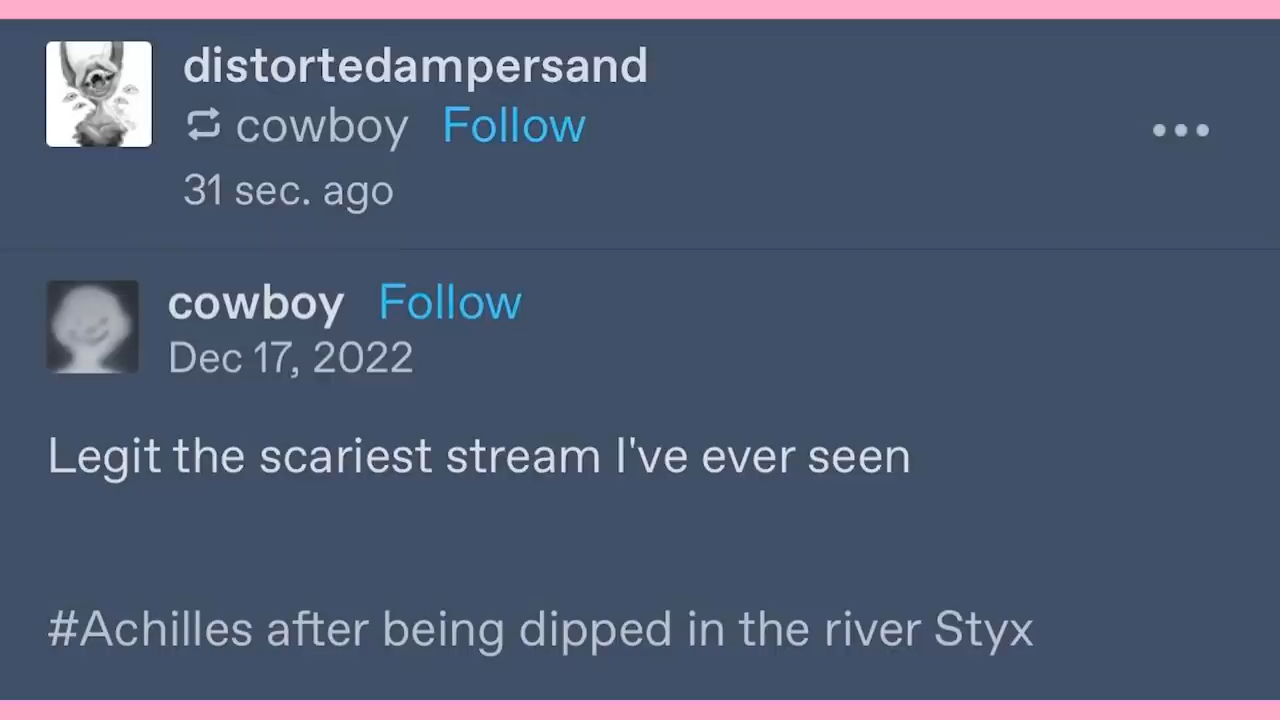 distortedampersand
cowboy Follow
31 sec. ago
cowboy Follow
Dec 17, 2022
Legit the scariest stream I've ever seen
#Achilles after being dipped in the river Styx